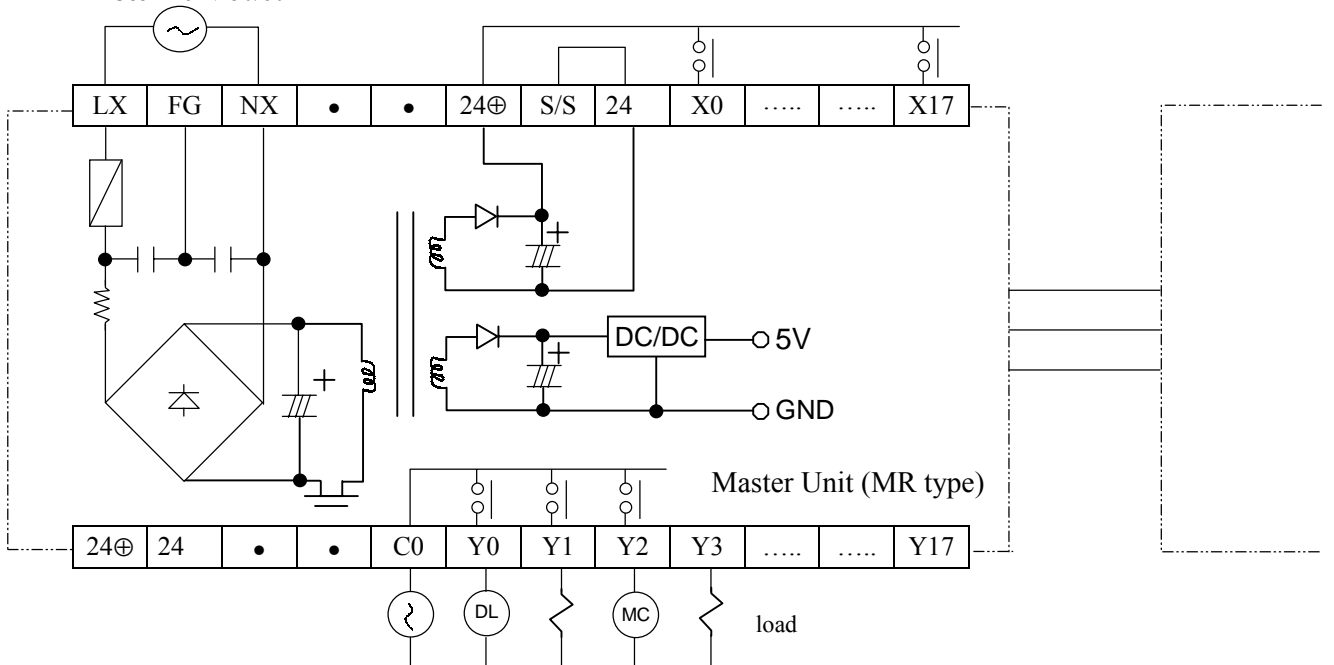 LX FG NX • • 24⊕ S/S 24 X0 ..... ..... X17
+
DC/DC 5V
+
+
GND
Master Unit (MR type)
24⊕ 24 • • C0 Y0 Y1 Y2 Y3 ..... ..... Y17
DL MC load